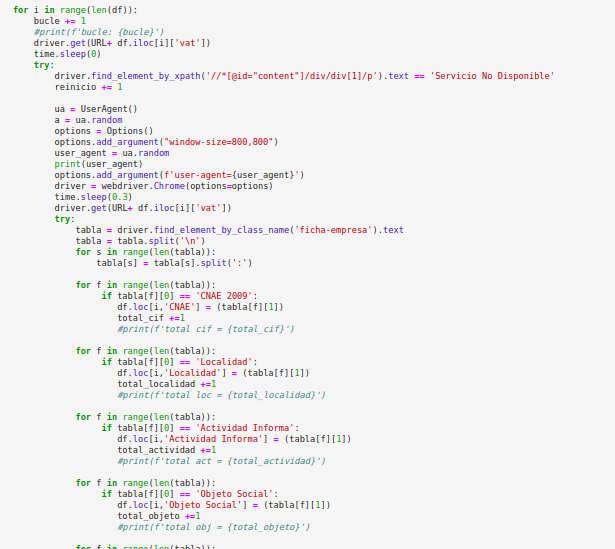 for i in range(len(df)):
    bucle += 1
    #print(f'bucle: {bucle}')
    driver.get(URL+ df.iloc[i]['vat'])
    time.sleep(0)
    try:
        driver.find_element_by_xpath('//*[@id="content"]/div/div[1]/p').text == 'Servicio No Disponible'
        reinicio += 1

        ua = UserAgent()
        a = ua.random
        options = Options()
        options.add_argument("window-size=800,800")
        user_agent = ua.random
        print(user_agent)
        options.add_argument(f'user-agent={user_agent}')
        driver = webdriver.Chrome(options=options)
        time.sleep(0.3)
        driver.get(URL+ df.iloc[i]['vat'])
        try:
            tabla = driver.find_element_by_class_name('ficha-empresa').text
            tabla = tabla.split('\n')
            for s in range(len(tabla)):
                tabla[s] = tabla[s].split(':')

            for f in range(len(tabla)):
                 if tabla[f][0] == 'CNAE 2009':
                    df.loc[i,'CNAE'] = (tabla[f][1])
                    total_cif +=1
                    #print(f'total cif = {total_cif}')

            for f in range(len(tabla)):
                 if tabla[f][0] == 'Localidad':
                    df.loc[i,'Localidad'] = (tabla[f][1])
                    total_localidad +=1
                    #print(f'total loc = {total_localidad}')

            for f in range(len(tabla)):
                 if tabla[f][0] == 'Actividad Informa':
                    df.loc[i,'Actividad Informa'] = (tabla[f][1])
                    total_actividad +=1
                    #print(f'total act = {total_actividad}')

            for f in range(len(tabla)):
                 if tabla[f][0] == 'Objeto Social':
                    df.loc[i,'Objeto Social'] = (tabla[f][1])
                    total_objeto +=1
                    #print(f'total obj = {total_objeto}')

            for f in range(len(tabla)):